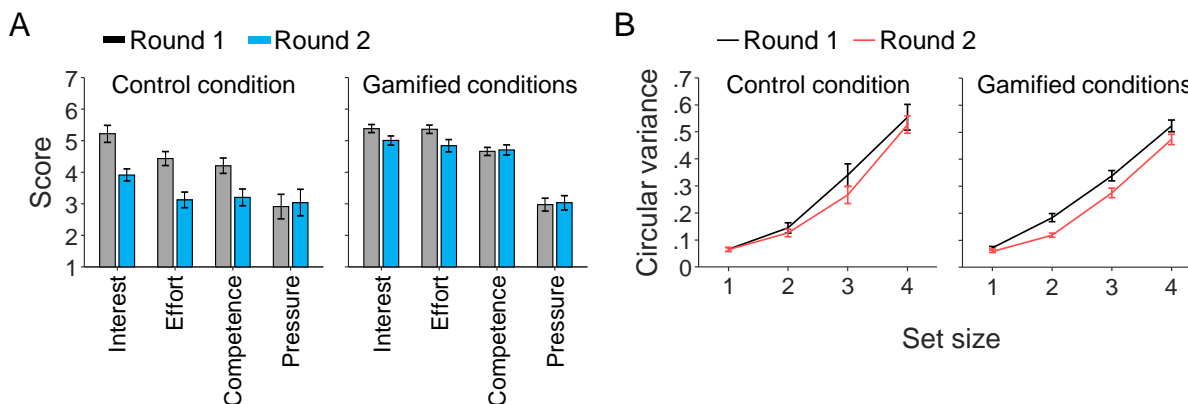 A
Round 1 Round 2
Control condition Gamified conditions
Score
7
6
5
4
3
2
1
Interest
Effort
Competence
Pressure
Interest
Effort
Competence
Pressure
B
Round 1 Round 2
Control condition Gamified conditions
Circular variance
.7
.6
.5
.4
.3
.2
.1
0
1 2 3 4 1 2 3 4
Set size